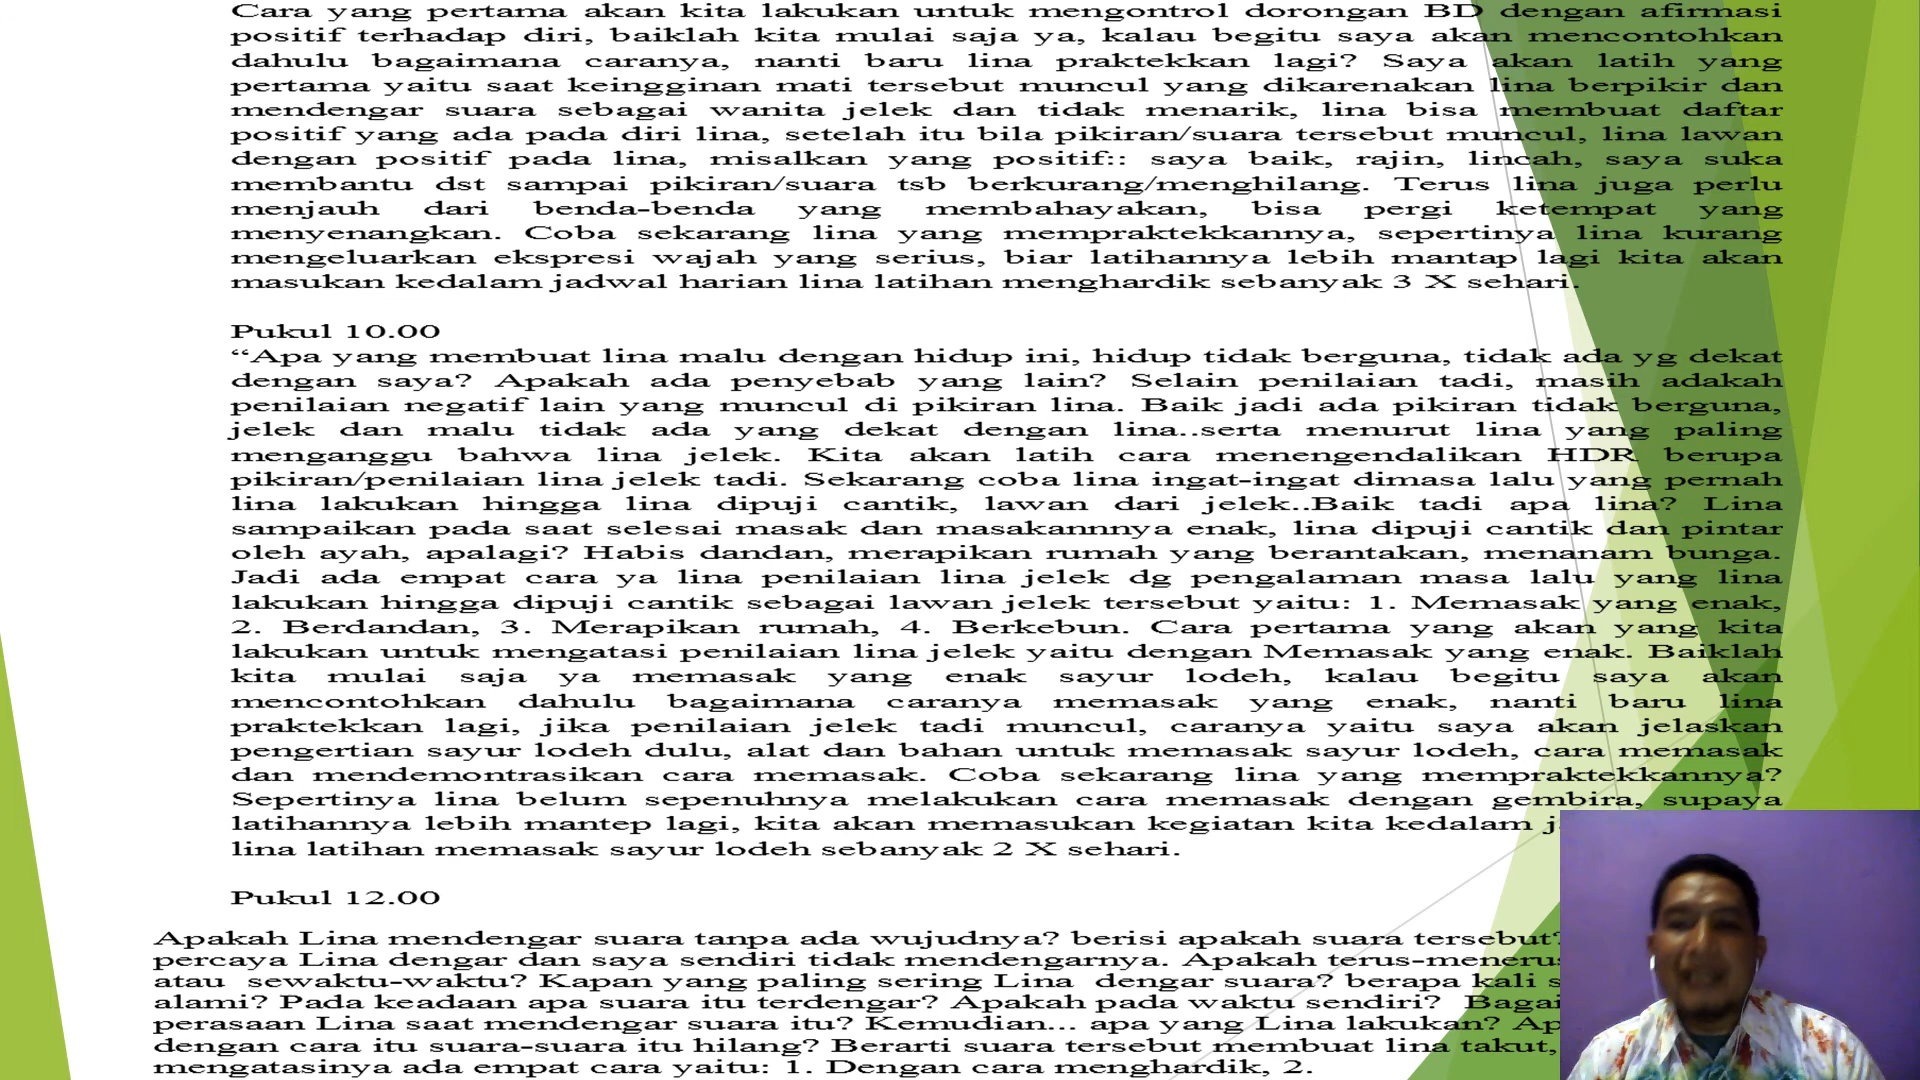 Cara yang pertama akan kita lakukan untuk mengontrol dorongan BD dengan afirmasi
positif terhadap diri, baiklah kita mulai saja ya, kalau begitu saya akan mencontohkan
dahulu bagaimana caranya, nanti baru lina praktekkan lagi? Saya akan latih yang
pertama yaitu saat keingginan mati tersebut muncul yang dikarenakan lina berpikir dan
mendengar suara sebagai wanita jelek dan tidak menarik, lina bisa membuat daftar
positif yang ada pada diri lina, setelah itu bila pikiran/suara tersebut muncul, lina lawan
dengan positif pada lina, misalkan yang positif:: saya baik, rajin, lincah, saya suka
membantu dst sampai pikiran/suara tsb berkurang/menghilang. Terus lina juga perlu
menjauh dari benda-benda yang membahayakan, bisa pergi ketempat yang
menyenangkan. Coba sekarang lina yang mempraktekkannya, sepertinya lina kurang
mengeluarkan ekspresi wajah yang serius, biar latihannya lebih mantap lagi kita akan
masukan kedalam jadwal harian lina latihan menghardik sebanyak 3 X sehari.
Pukul 10.00
“Apa yang membuat lina malu dengan hidup ini, hidup tidak berguna, tidak ada yg dekat
dengan saya? Apakah ada penyebab yang lain? Selain penilaian tadi, masih adakah
penilaian negatif lain yang muncul di pikiran lina. Baik jadi ada pikiran tidak berguna,
jelek dan malu tidak ada yang dekat dengan lina..serta menurut lina yang paling
menganggu bahwa lina jelek. Kita akan latih cara menengendalikan HDR berupa
pikiran/penilaian lina jelek tadi. Sekarang coba lina ingat-ingat dimasa lalu yang pernah
lina lakukan hingga lina dipuji cantik, lawan dari jelek..Baik tadi apa lina? Lina
sampaikan pada saat selesai masak dan masakannnya enak, lina dipuji cantik dan pintar
oleh ayah, apalagi? Habis dandan, merapikan rumah yang berantakan, menanam bunga.
Jadi ada empat cara ya lina penilaian lina jelek dg pengalaman masa lalu yang lina
lakukan hingga dipuji cantik sebagai lawan jelek tersebut yaitu: 1. Memasak yang enak,
2. Berdandan, 3. Merapikan rumah, 4. Berkebun. Cara pertama yang akan yang kita
lakukan untuk mengatasi penilaian lina jelek yaitu dengan Memasak yang enak. Baiklah
kita mulai saja ya memasak yang enak sayur lodeh, kalau begitu saya akan
mencontohkan dahulu bagaimana caranya memasak yang enak, nanti baru lina
praktekkan lagi, jika penilaian jelek tadi muncul, caranya yaitu saya akan jelaskan
pengertian sayur lodeh dulu, alat dan bahan untuk memasak sayur lodeh, cara memasak
dan mendemontrasikan cara memasak. Coba sekarang lina yang mempraktekkannya?
Sepertinya lina belum sepenuhnya melakukan cara memasak dengan gembira, supaya
latihannya lebih mantep lagi, kita akan memasukan kegiatan kita kedalam
lina latihan memasak sayur lodeh sebanyak 2 X sehari.
Pukul 12.00
Apakah Lina mendengar suara tanpa ada wujudnya? berisi apakah suara tersebut?
percaya Lina dengar dan saya sendiri tidak mendengarnya. Apakah
atau sewaktu-waktu? Kapan yang paling sering Lina dengar suara? berapa kali
alami? Pada keadaan apa suara itu terdengar? Apakah pada waktu sendiri?
perasaan Lina saat mendengar suara itu? Kemudian... apa yang Lina lakukan?
dengan cara itu suara-suara itu hilang? Berarti suara tersebut membuat lina takut,
mengatasinya ada empat cara yaitu: 1. Dengan cara menghardik, 2.